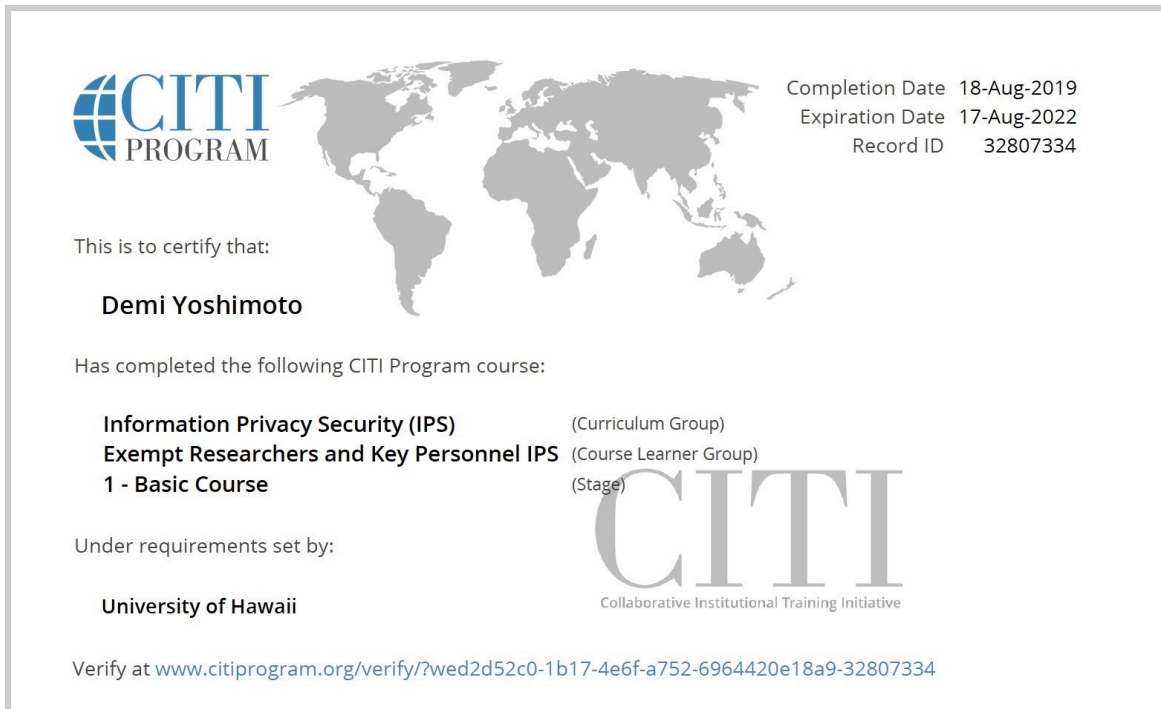 CITI
PROGRAM
Completion Date 18-Aug-2019
Expiration Date 17-Aug-2022
Record ID 32807334
This is to certify that:
Demi Yoshimoto
Has completed the following CITI Program course:
Information Privacy Security (IPS) (Curriculum Group)
Exempt Researchers and Key Personnel IPS (Course Learner Group)
1 - Basic Course (Stage)
Under requirements set by:
University of Hawaii
CITI
Collaborative Institutional Training Initiative
Verify at www.citiprogram.org/verify/?wed2d52c0-1b17-4e6f-a752-6964420e18a9-32807334